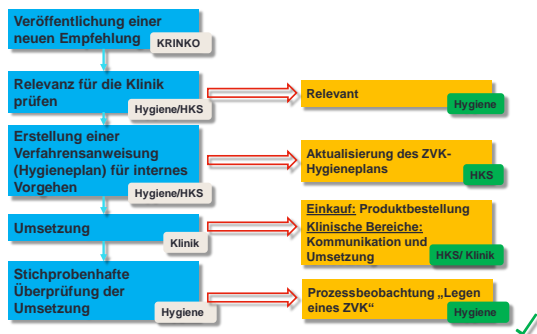 Veröffentlichung einer
neuen Empfehlung
KRINKO
Relevanz für die Klinik
prüfen
Hygiene/HKS
Relevant
Hygiene
Erstellung einer
Verfahrensanweisung
(Hygieneplan) für internes
Vorgehen
Hygiene/HKS
Aktualisierung des ZVK-
Hygieneplans
HKS
Umsetzung
Klinik
Einkauf: Produktbestellung
Klinische Bereiche:
Kommunikation und
Umsetzung
HKS/ Klinik
Stichprobenhafte
Überprüfung der
Umsetzung
Hygiene
Prozessbeobachtung „Legen
eines ZVK“
Hygiene